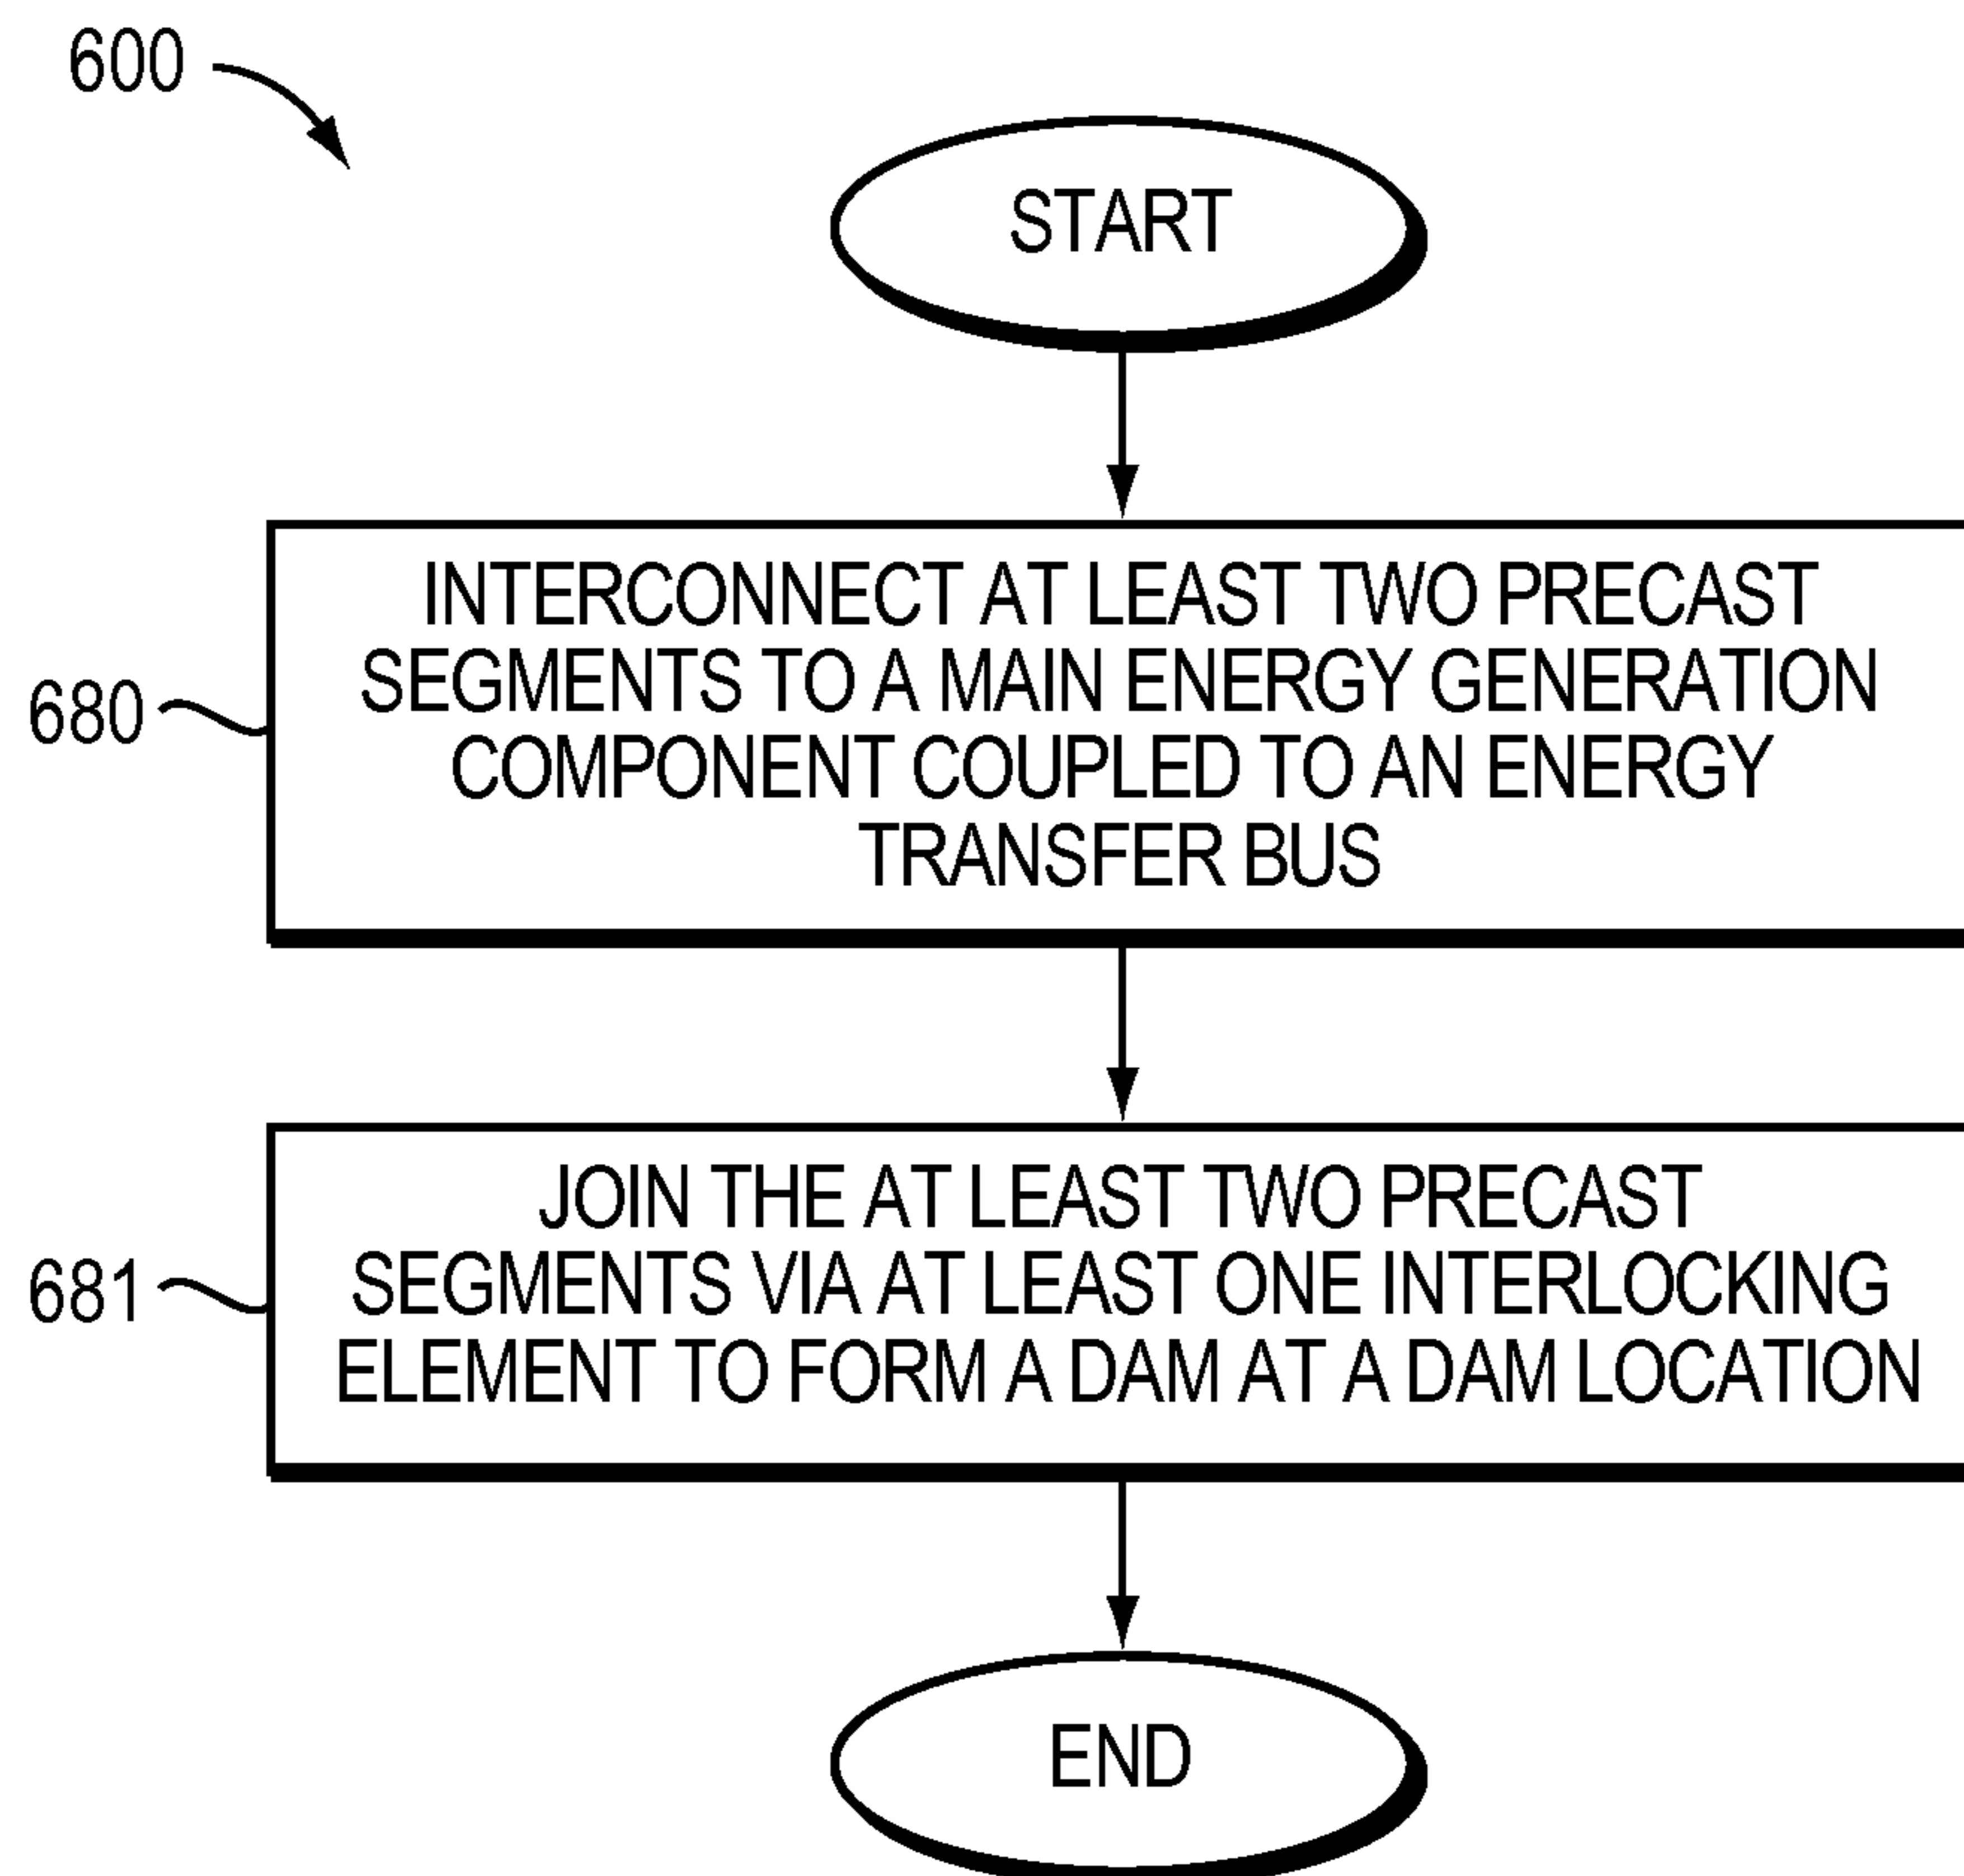 600
START
INTERCONNECT AT LEAST TWO PRECAST
SEGMENTS TO A MAIN ENERGY GENERATION
COMPONENT COUPLED TO AN ENERGY
TRANSFER BUS
680
JOIN THE AT LEAST TWO PRECAST
SEGMENTS VIA AT LEAST ONE INTERLOCKING
ELEMENT TO FORM A DAM AT A DAM LOCATION
681
END